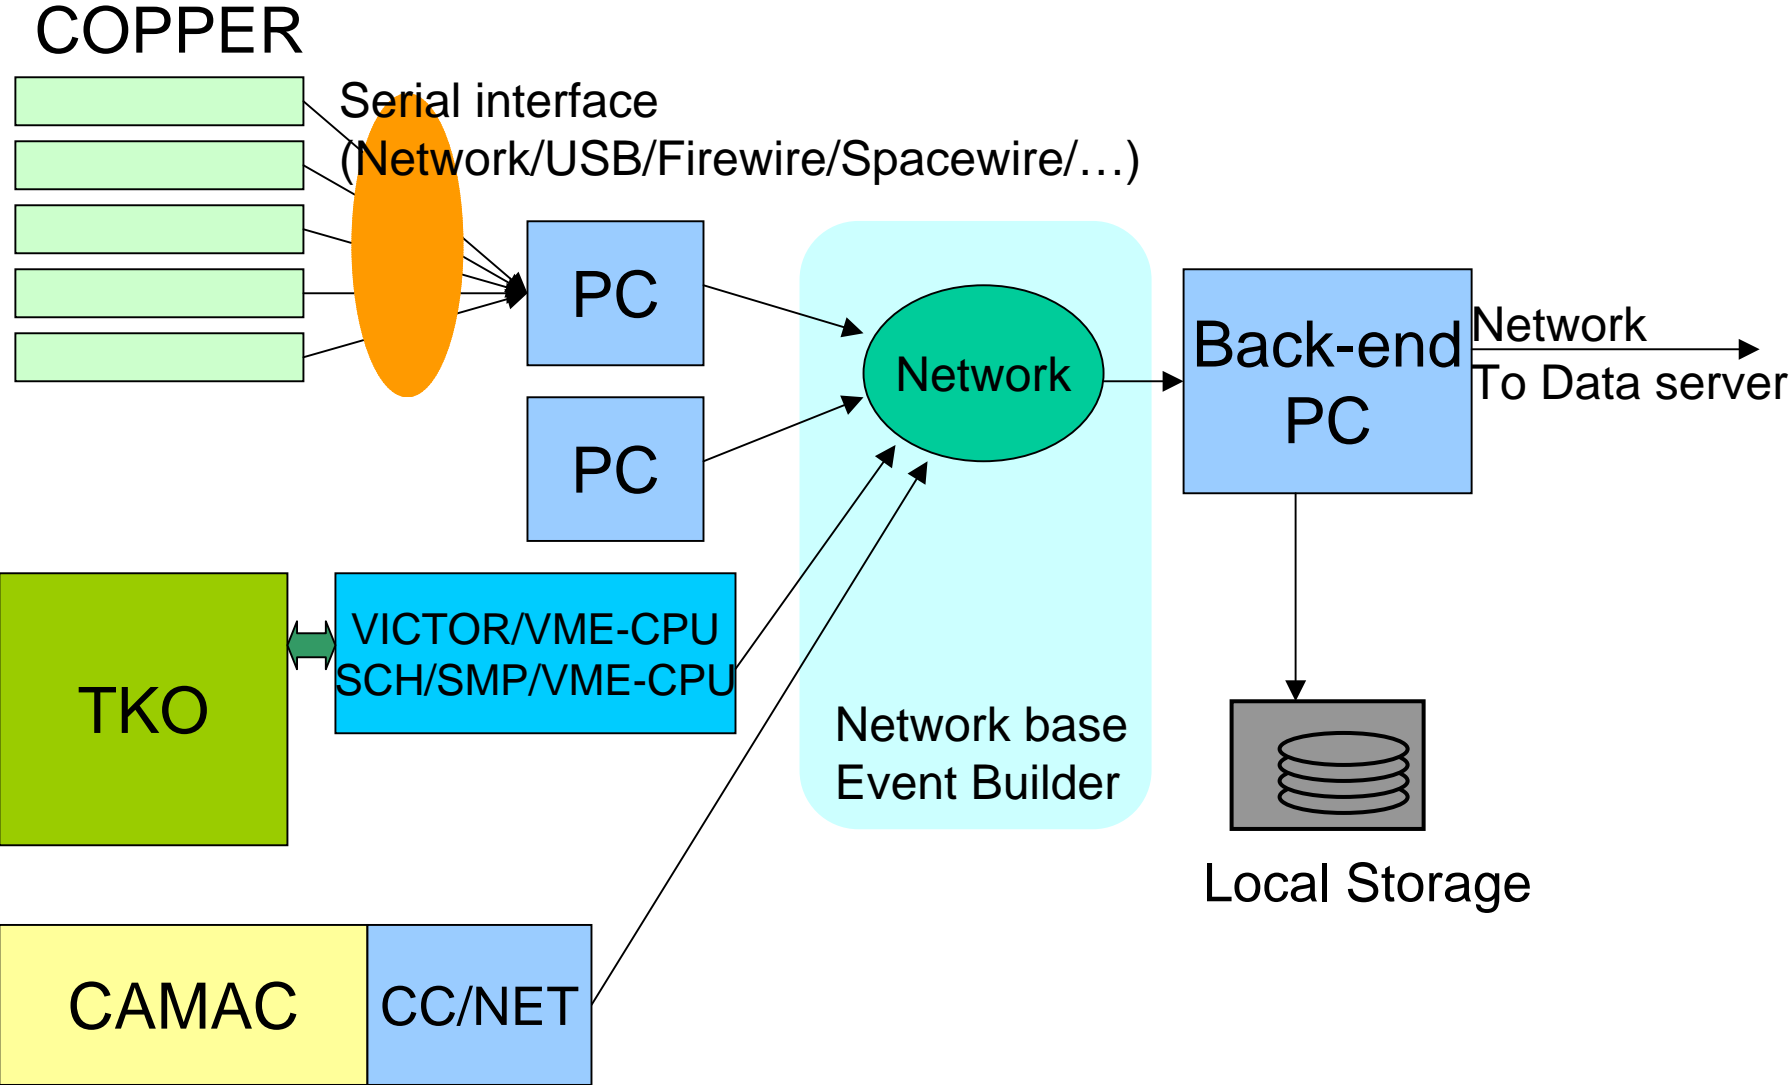 COPPER
Serial interface
(Network/USB/Firewire/Spacewire/…)
PC
PC
Network
Back-end
PC
Network
To Data server
TKO
VICTOR/VME-CPU
SCH/SMP/VME-CPU
Network base
Event Builder
Local Storage
CAMAC
CC/NET